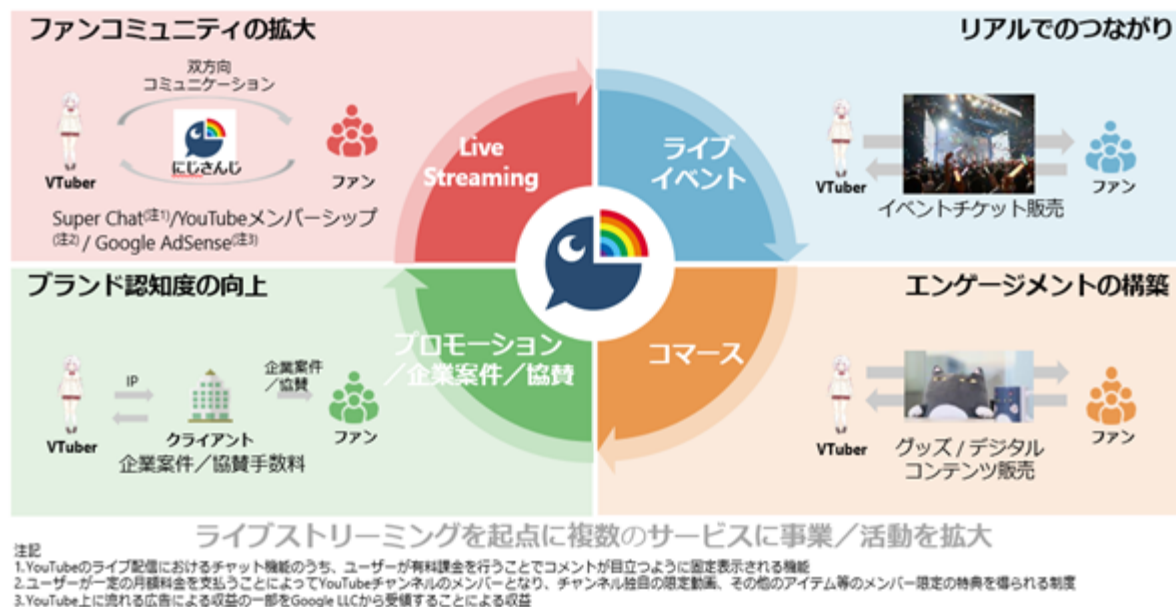 ファンコミュニティの拡大
双方向
コミュニケーション
にじさんじ
VTuber
ファン
Super Chat(注1)/YouTubeメンバーシップ
(注2) / Google AdSense(注3)
Live
Streaming
リアルでのつながり
ライブ
イベント
VTuber
ファン
イベントチケット販売
ブランド認知度の向上
IP
企業案件
／協賛
VTuber
クライアント
ファン
企業案件／協賛手数料
プロモーション
／企業案件／協賛
エンゲージメントの構築
コマース
VTuber
ファン
グッズ / デジタル
コンテンツ販売
ライブストリーミングを起点に複数のサービスに事業／活動を拡大
注記
1.YouTubeのライブ配信におけるチャット機能のうち、ユーザーが有料課金を行うことでコメントが目立つように固定表示される機能
2.ユーザーが一定の月額料金を支払うことによってYouTubeチャンネルのメンバーとなり、チャンネル独自の限定動画、その他のアイテム等のメンバー限定の特典を得られる制度
3.YouTube上に流れる広告による収益の一部をGoogle LLCから受領することによる収益